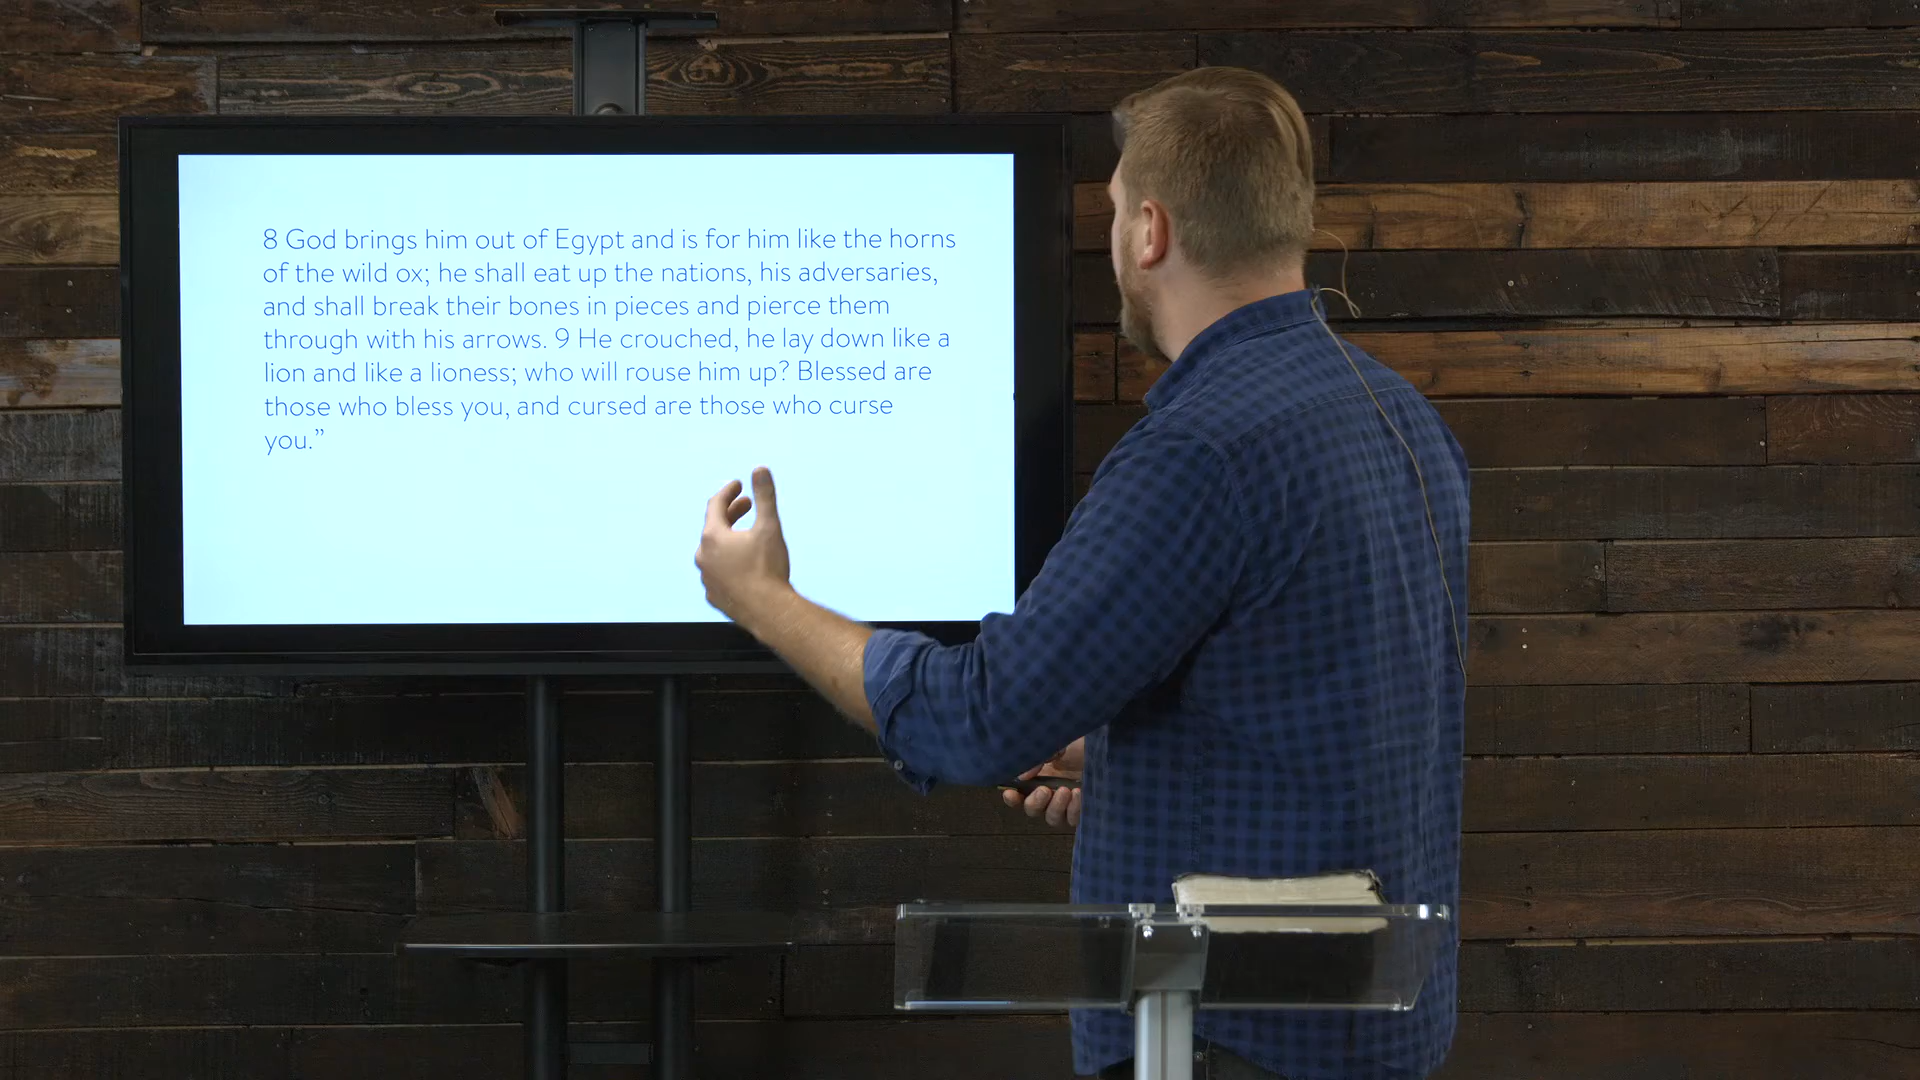 8 God brings him out of Egypt and is for him like the horns
of the wild ox; he shall eat up the nations, his adversaries,
and shall break their bones in pieces and pierce them
through with his arrows. 9 He crouched, he lay down like a
lion and like a lioness; who will rouse him up? Blessed are
those who bless you, and cursed are those who curse
you.”